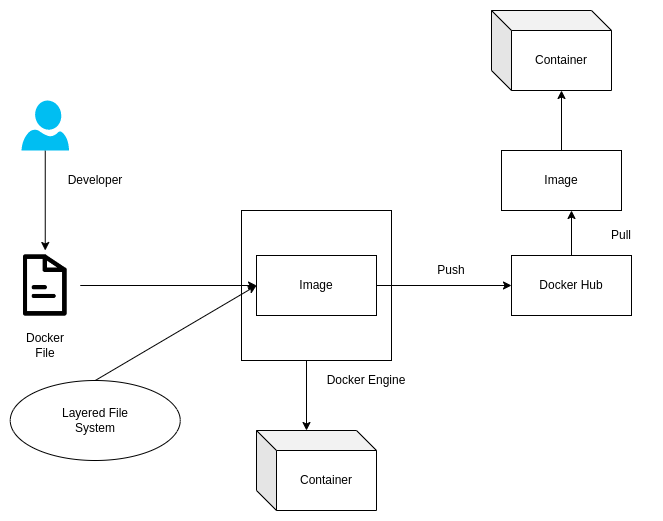 Container
Developer
Image
Pull
Push
Image
Docker Hub
Docker
File
Docker Engine
Layered File
System
Container